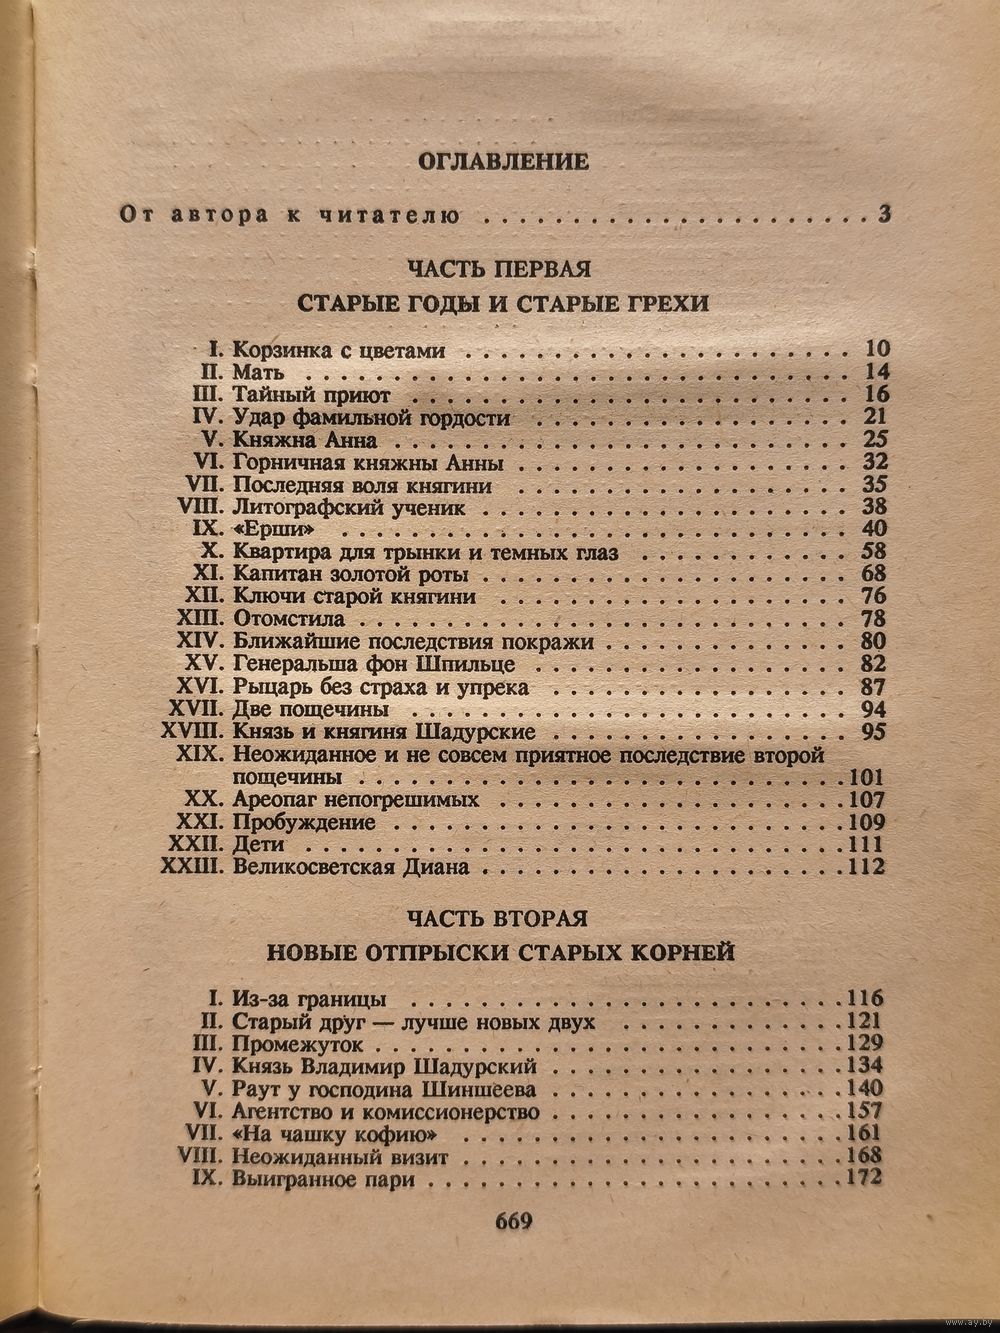 ОГЛАВЛЕНИЕ
От автора к читателю . . . . . . . . . . . . . . . . . . . . . . . 3
ЧАСТЬ ПЕРВАЯ
СТАРЫЕ ГОДЫ И СТАРЫЕ ГРЕХИ
I. Корзинка с цветами . . . . . . . . . . . . . . . . . . . . . . 10
II. Мать . . . . . . . . . . . . . . . . . . . . . . . . . . . . . . . . 14
III. Тайный приют . . . . . . . . . . . . . . . . . . . . . . . . . 16
IV. Удар фамильной гордости . . . . . . . . . . . . . . . . . 21
V. Княжна Анна . . . . . . . . . . . . . . . . . . . . . . . . . . 25
VI. Горничная княжны Анны . . . . . . . . . . . . . . . . . . 32
VII. Последняя воля княгини . . . . . . . . . . . . . . . . . . 35
VIII. Литографский ученик . . . . . . . . . . . . . . . . . . . . 38
IX. «Ерши» . . . . . . . . . . . . . . . . . . . . . . . . . . . . . 40
X. Квартира для трынки и темных глаз . . . . . . . . . . 58
XI. Капитан золотой роты . . . . . . . . . . . . . . . . . . . . 68
XII. Ключи старой княгини . . . . . . . . . . . . . . . . . . . 76
XIII. Отомстила . . . . . . . . . . . . . . . . . . . . . . . . . . . . 78
XIV. Ближайшие последствия покражи . . . . . . . . . . . . 80
XV. Генеральша фон Шпильце . . . . . . . . . . . . . . . . . 82
XVI. Рыцарь без страха и упрека . . . . . . . . . . . . . . . . 87
XVII. Две пощечины . . . . . . . . . . . . . . . . . . . . . . . . . 94
XVIII. Князь и княгиня Шадурские . . . . . . . . . . . . . . . . 95
XIX. Неожиданное и не совсем приятное последствие второй
пощечины . . . . . . . . . . . . . . . . . . . . . . . . . . . . 101
XX. Ареопаг непогрешимых . . . . . . . . . . . . . . . . . . . 107
XXI. Пробуждение . . . . . . . . . . . . . . . . . . . . . . . . . . 109
XXII. Дети . . . . . . . . . . . . . . . . . . . . . . . . . . . . . . . . 111
XXIII. Великосветская Диана . . . . . . . . . . . . . . . . . . . . 112
ЧАСТЬ ВТОРАЯ
НОВЫЕ ОТПРЫСКИ СТАРЫХ КОРНЕЙ
I. Из-за границы . . . . . . . . . . . . . . . . . . . . . . . . . 116
II. Старый друг — лучше новых двух . . . . . . . . . . . . 121
III. Промежуток . . . . . . . . . . . . . . . . . . . . . . . . . . . 129
IV. Князь Владимир Шадурский . . . . . . . . . . . . . . . . 134
V. Раут у господина Шиншеева . . . . . . . . . . . . . . . . 140
VI. Агентство и комиссионерство . . . . . . . . . . . . . . . 157
VII. «На чашку кофию» . . . . . . . . . . . . . . . . . . . . . . 161
VIII. Неожиданный визит . . . . . . . . . . . . . . . . . . . . . . 168
IX. Выигранное пари . . . . . . . . . . . . . . . . . . . . . . . . 172
669
www.ay.by